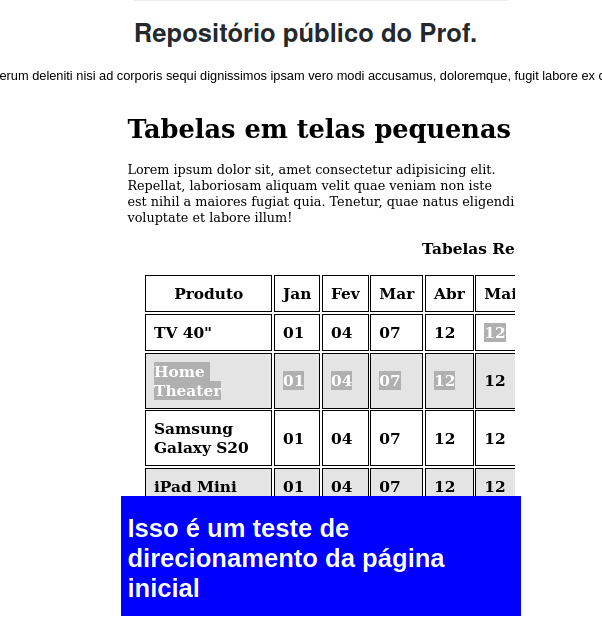 Repositório público do Prof.
erum deleniti nisi ad corporis sequi dignissimos ipsam vero modi accusamus, doloremque, fugit labore ex
Tabelas em telas pequenas
Lorem ipsum dolor sit, amet consectetur adipisicing elit.
Repellat, laboriosam aliquam velit quae veniam non iste
est nihil a maiores fugiat quia. Tenetur, quae natus eligendi
voluptate et labore illum!
Tabelas Re
Produto Jan Fev Mar Abr Mai
TV 40" 01 04 07 12 12
Home
Theater 01 04 07 12 12
Samsung
Galaxy S20 01 04 07 12 12
iPad Mini 01 04 07 12 12
Isso é um teste de
direcionamento da página
inicial